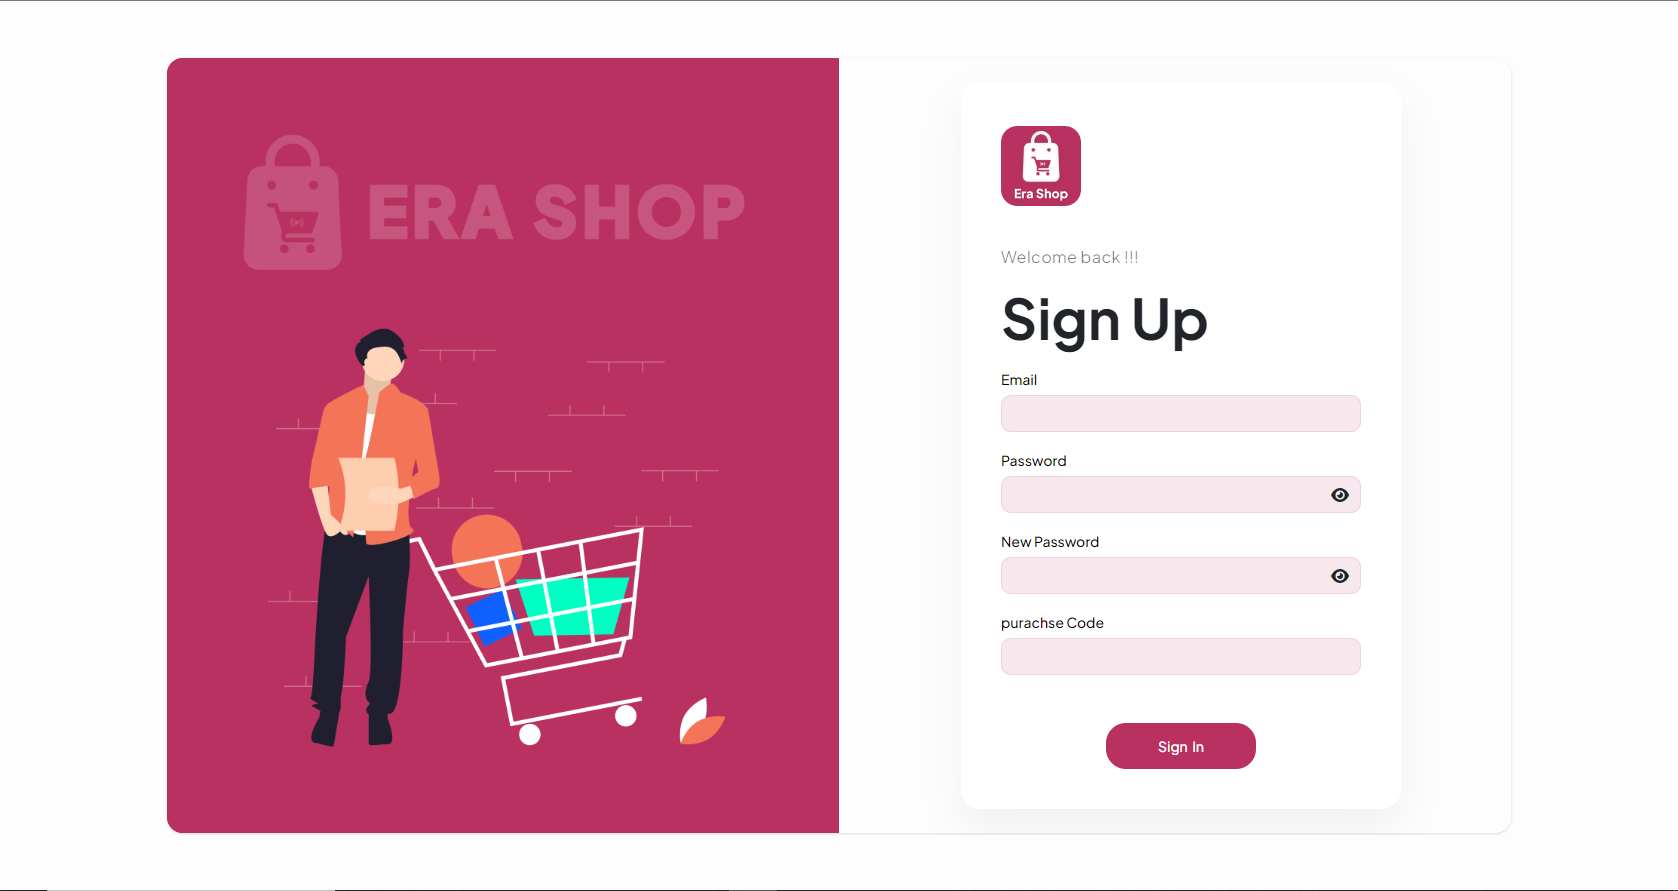 ERA SHOP
Era Shop
Welcome back !!!
Sign Up
Email
Password
New Password
purachse Code
Sign In